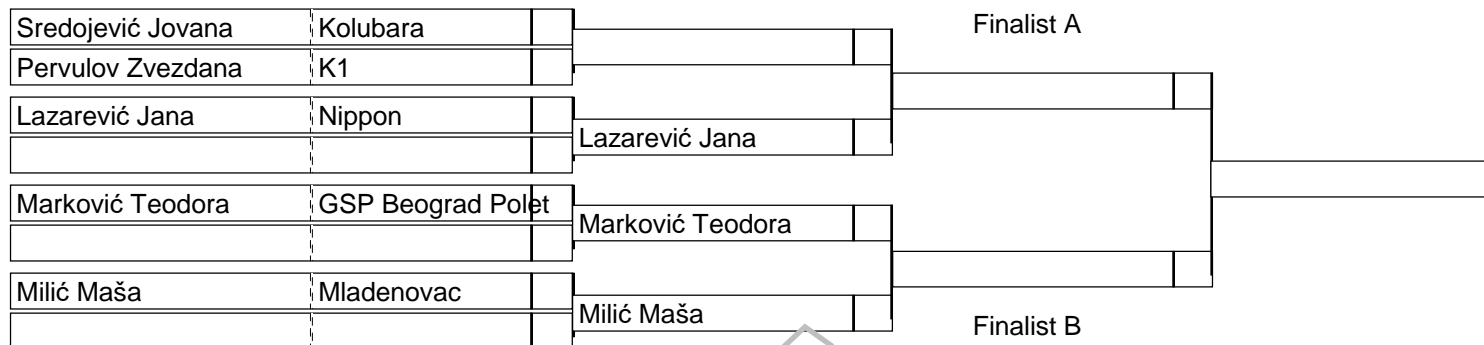 Sredojević Jovana Kolubara
Finalist A
Pervulov Zvezdana K1
Lazarević Jana Nippon
Lazarević Jana
Marković Teodora GSP Beograd Polet
Marković Teodora
Milić Maša Mladenovac
Milić Maša
Finalist B